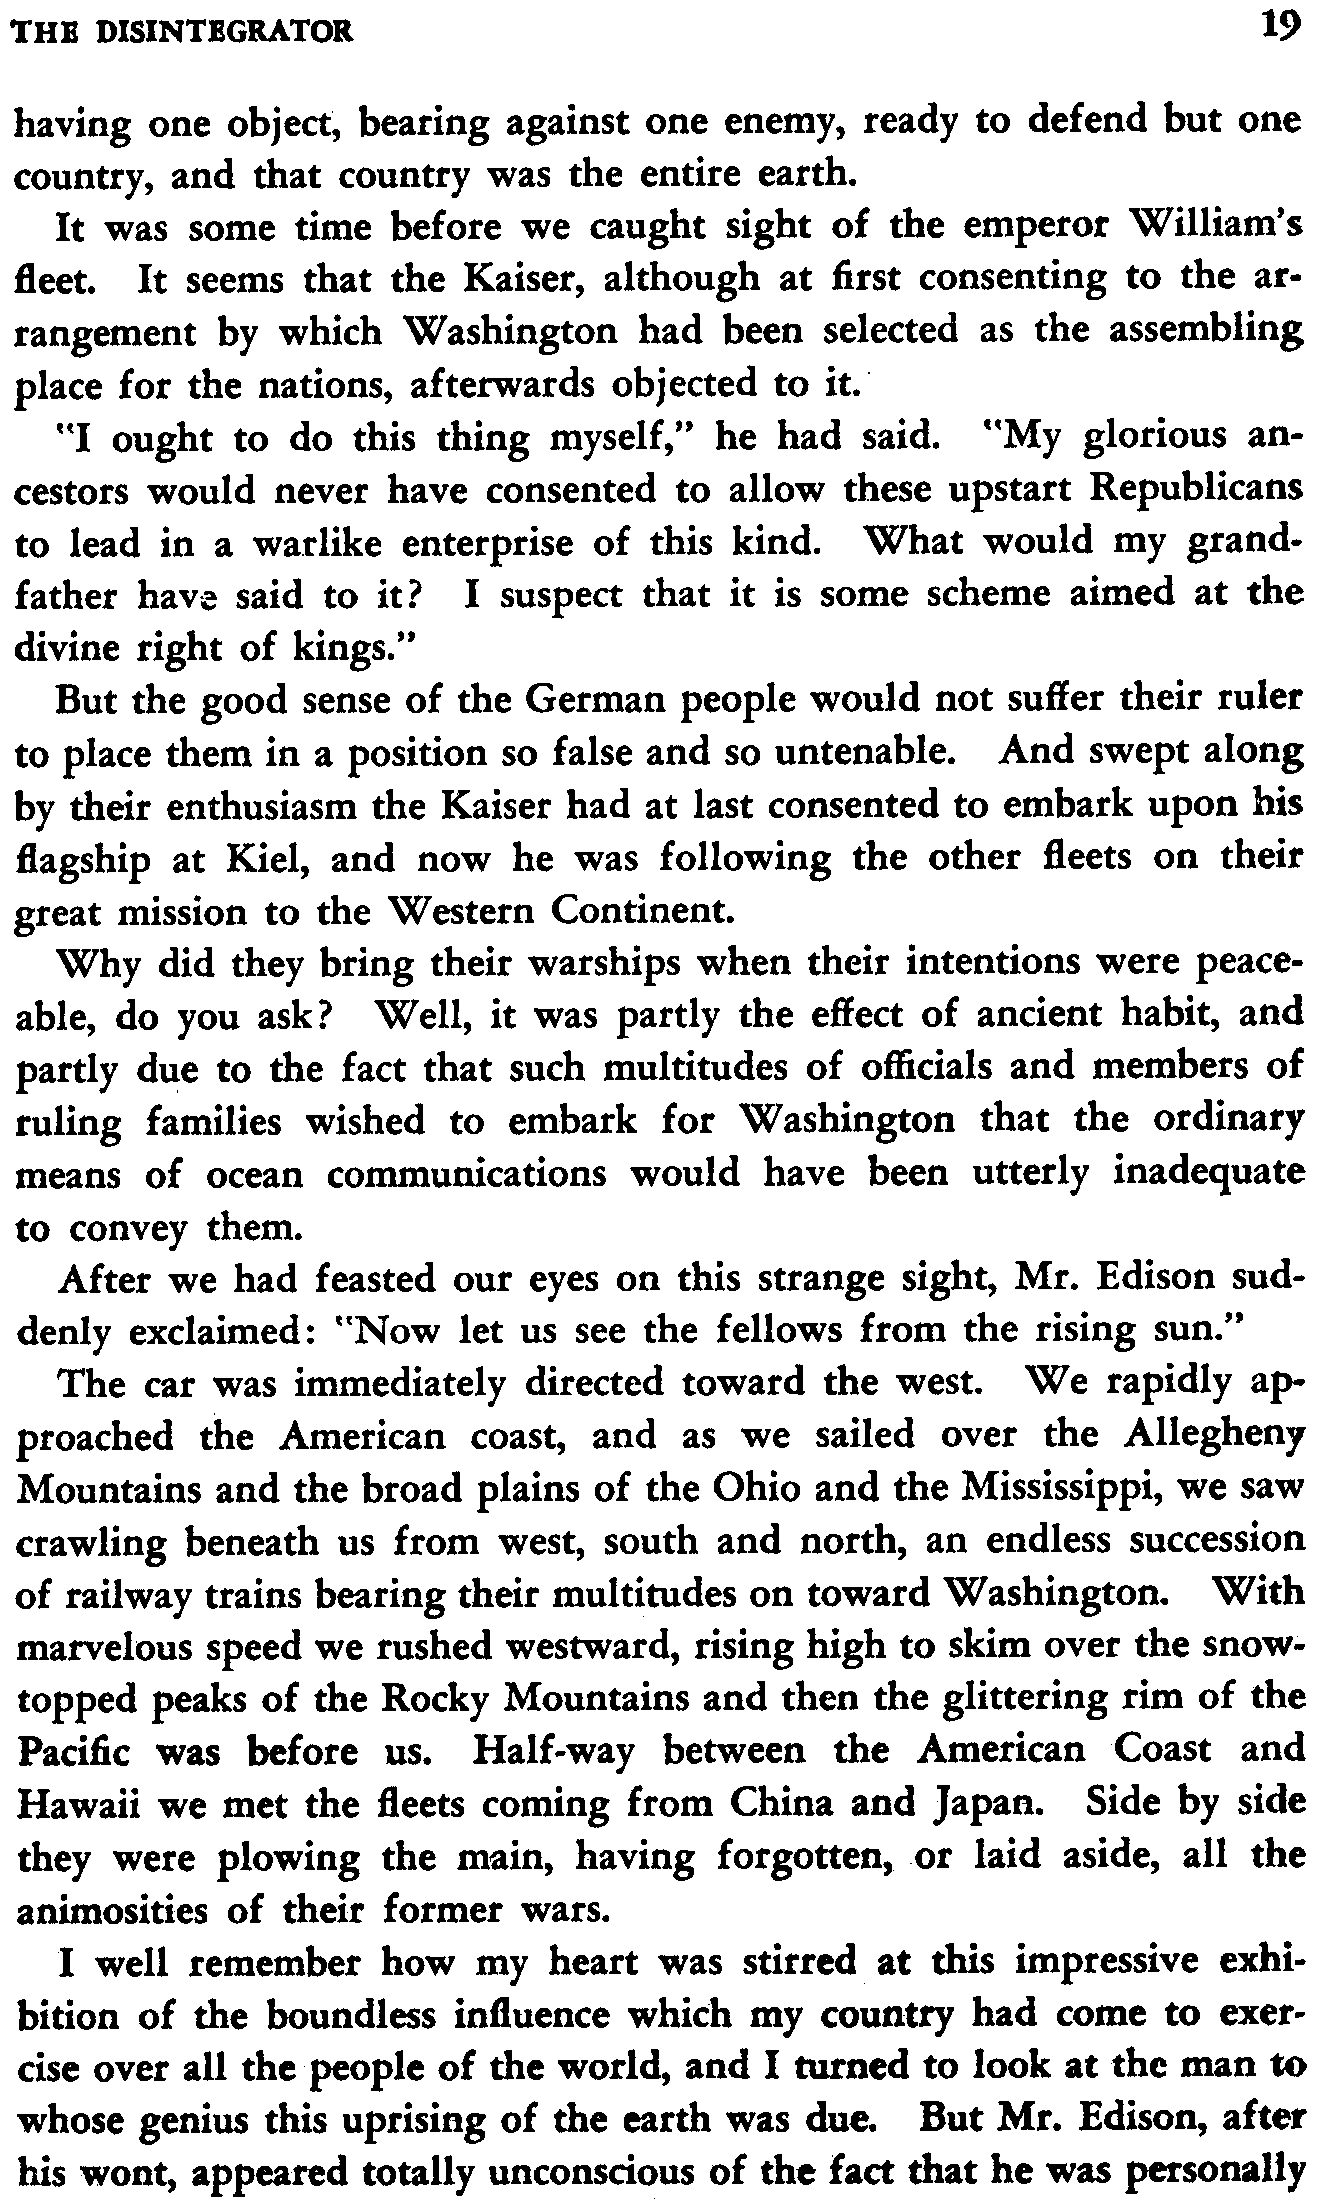 THE DISINTEGRATOR 19
having one object, bearing against one enemy, ready to defend but one
country, and that country was the entire earth.
It was some time before we caught sight of the emperor William's
fleet. It seems that the Kaiser, although at first consenting to the ar-
rangement by which Washington had been selected as the assembling
place for the nations, afterwards objected to it.
"I ought to do this thing myself," he had said. "My glorious an-
cestors would never have consented to allow these upstart Republicans
to lead in a warlike enterprise of this kind. What would my grand-
father have said to it? I suspect that it is some scheme aimed at the
divine right of kings."
But the good sense of the German people would not suffer their ruler
to place them in a position so false and so untenable. And swept along
by their enthusiasm the Kaiser had at last consented to embark upon his
flagship at Kiel, and now he was following the other fleets on their
great mission to the Western Continent.
Why did they bring their warships when their intentions were peace-
able, do you ask? Well, it was partly the effect of ancient habit, and
partly due to the fact that such multitudes of officials and members of
ruling families wished to embark for Washington that the ordinary
means of ocean communications would have been utterly inadequate
to convey them.
After we had feasted our eyes on this strange sight, Mr. Edison sud-
denly exclaimed: "Now let us see the fellows from the rising sun."
The car was immediately directed toward the west. We rapidly ap-
proached the American coast, and as we sailed over the Allegheny
Mountains and the broad plains of the Ohio and the Mississippi, we saw
crawling beneath us from west, south and north, an endless succession
of railway trains bearing their multitudes on toward Washington. With
marvelous speed we rushed westward, rising high to skim over the snow-
topped peaks of the Rocky Mountains and then the glittering rim of the
Pacific was before us. Half-way between the American Coast and
Hawaii we met the fleets coming from China and Japan. Side by side
they were plowing the main, having forgotten, or laid aside, all the
animosities of their former wars.
I well remember how my heart was stirred at this impressive exhi-
bition of the boundless influence which my country had come to exer-
cise over all the people of the world, and I turned to look at the man to
whose genius this uprising of the earth was due. But Mr. Edison, after
his wont, appeared totally unconscious of the fact that he was personally